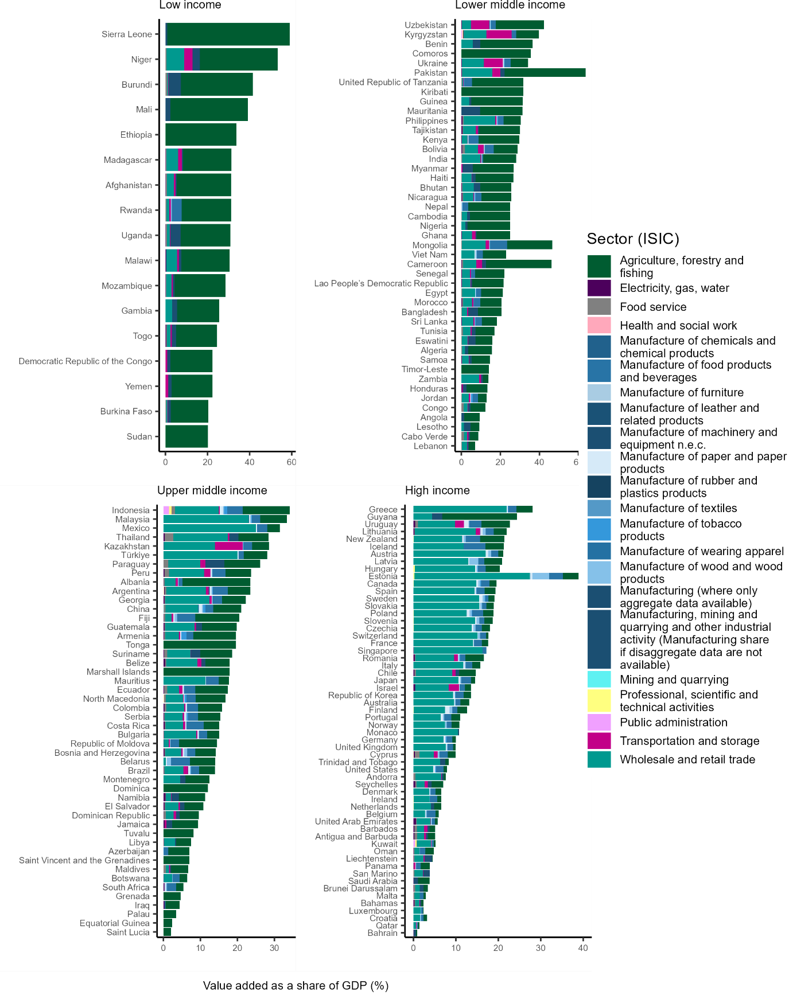 Low income
Sierra Leone
Niger
Burundi
Mali
Ethiopia
Madagascar
Afghanistan
Rwanda
Uganda
Malawi
Mozambique
Gambia
Togo
Democratic Republic of the Congo
Yemen
Burkina Faso
Sudan
0 20 40 60
Lower middle income
Uzbekistan
Kyrgyzstan
Benin
Comoros
Ukraine
Pakistan
United Republic of Tanzania
Kiribati
Guinea
Mauritania
Philippines
Tajikistan
Kenya
Bolivia
India
Myanmar
Haiti
Bhutan
Nicaragua
Nepal
Cambodia
Nigeria
Ghana
Mongolia
Viet Nam
Cameroon
Senegal
Lao People's Democratic Republic
Egypt
Morocco
Bangladesh
Sri Lanka
Tunisia
Eswatini
Algeria
Samoa
Timor-Leste
Zambia
Honduras
Jordan
Congo
Angola
Lesotho
Cabo Verde
Lebanon
0 20 40 6
Upper middle income
Indonesia
Malaysia
Mexico
Thailand
Kazakhstan
Türkiye
Paraguay
Peru
Albania
Argentina
Georgia
China
Fiji
Guatemala
Armenia
Tonga
Suriname
Belize
Marshall Islands
Mauritius
Ecuador
North Macedonia
Colombia
Serbia
Costa Rica
Bulgaria
Republic of Moldova
Bosnia and Herzegovina
Belarus
Brazil
Montenegro
Dominica
Namibia
El Salvador
Dominican Republic
Jamaica
Tuvalu
Libya
Azerbaijan
Saint Vincent and the Grenadines
Maldives
Botswana
South Africa
Grenada
Iraq
Palau
Equatorial Guinea
Saint Lucia
0 10 20 30
High income
Greece
Guyana
Uruguay
Lithuania
New Zealand
Iceland
Austria
Latvia
Hungary
Estonia
Canada
Spain
Sweden
Slovakia
Poland
Slovenia
Czechia
Switzerland
France
Singapore
Romania
Italy
Chile
Japan
Israel
Republic of Korea
Australia
Finland
Portugal
Norway
Monaco
Germany
United Kingdom
Cyprus
Trinidad and Tobago
United States
Andorra
Seychelles
Denmark
Ireland
Netherlands
Belgium
United Arab Emirates
Barbados
Antigua and Barbuda
Kuwait
Oman
Liechtenstein
Panama
San Marino
Saudi Arabia
Brunei Darussalam
Malta
Bahamas
Luxembourg
Croatia
Qatar
Bahrain
0 10 20 30 40
Value added as a share of GDP (%)
Sector (ISIC)
Agriculture, forestry and
fishing
Electricity, gas, water
Food service
Health and social work
Manufacture of chemicals and
chemical products
Manufacture of food products
and beverages
Manufacture of furniture
Manufacture of leather and
related products
Manufacture of machinery and
equipment n.e.c.
Manufacture of paper and paper
products
Manufacture of rubber and
plastics products
Manufacture of textiles
Manufacture of tobacco
products
Manufacture of wearing apparel
Manufacture of wood and wood
products
Manufacturing (where only
aggregate data available)
Manufacturing, mining and
quarrying and other industrial
activity (Manufacturing share
if disaggregate data are not
available)
Mining and quarrying
Professional, scientific and
technical activities
Public administration
Transportation and storage
Wholesale and retail trade